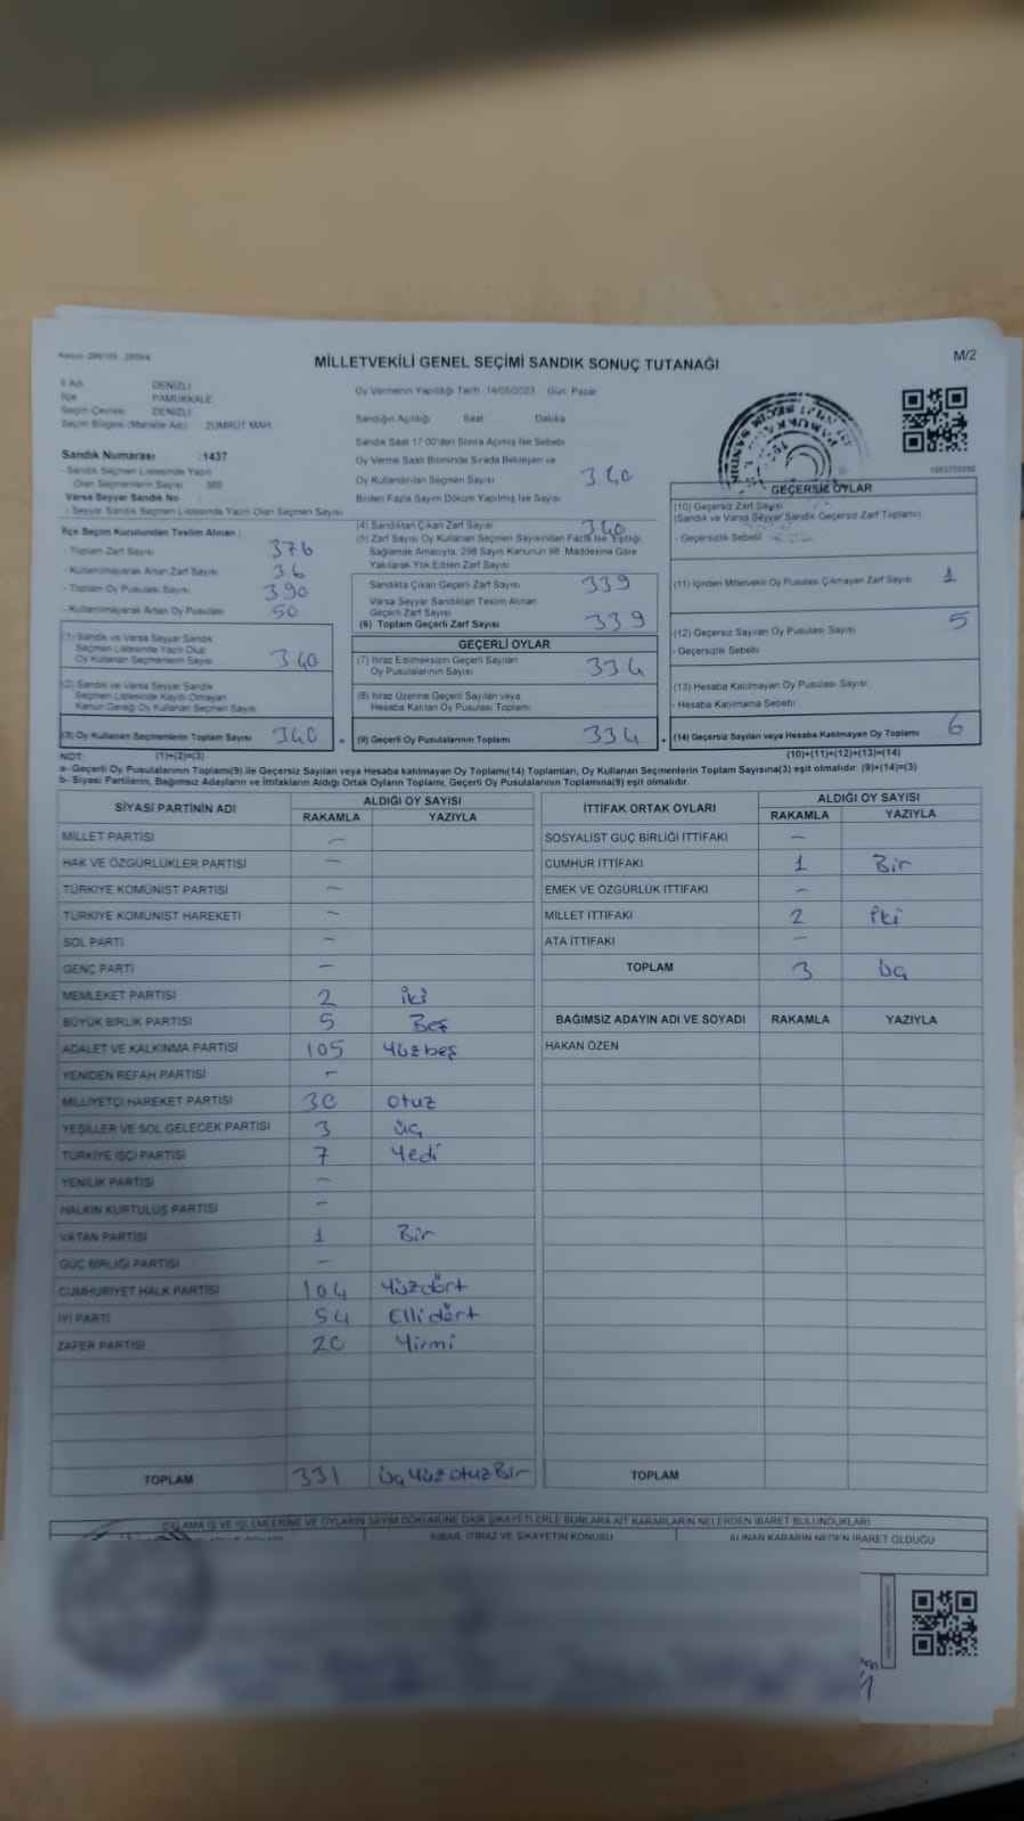 MİLLETVEKİLİ GENEL SEÇİMİ SANDIK SONUÇ TUTANAĞI
M/2
İl Adı DENİZLİ
İlçe PAMUKKALE
Seçim Çevresi DENİZLİ
Seçim Bölgesi (Mahalle Adı) ZÜMRÜT MAH.
Sandık Numarası :1437
- Sandık Seçmen Listesinde Yazılı
Olan Seçmenlerin Sayısı
Varsa Seyyar Sandık No
- Seyyar Sandık Seçmen Listesinde Yazılı Olan Seçmen Sayısı
Oy Vermenin Yapıldığı Tarih :14/05/2023 Gün: Pazar
Sandığın Açıldığı Saat Dakika
Sandık Saat 17.00'den Sonra Açılmış İse Sebebi
Oy Verme Saati Bitiminde Sırada Bekleyen ve
Oy Kullandırılan Seçmen Sayısı 340
Birden Fazla Sayım Döküm Yapılmış İse Sayısı
İlçe Seçim Kurulundan Teslim Alınan :
- Toplam Zarf Sayısı 376
- Kullanılmayarak Artan Zarf Sayısı 36
- Toplam Oy Pusulası Sayısı 390
- Kullanılmayarak Artan Oy Pusulası 50
(1) Sandık ve Varsa Seyyar Sandık
Seçmen Listesinde Yazılı Olup
Oy Kullanan Seçmenlerin Sayısı 340
(2) Sandık ve Varsa Seyyar Sandık
Seçmen Listesinde Kaydı Olmayan
Kanun Gereği Oy Kullanan Seçmen Sayısı
(3) Oy Kullanan Seçmenlerin Toplam Sayısı 340
(4) Sandıktan Çıkan Zarf Sayısı 340
(5) Zarf Sayısı Oy Kullanan Seçmen Sayısından Fazla İse Eşitliği
Sağlamak Amacıyla, 298 Sayılı Kanunun 98. Maddesine Göre
Yakılarak Yok Edilen Zarf Sayısı
Sandıkta Çıkan Geçerli Zarf Sayısı 339
Varsa Seyyar Sandıktan Teslim Alınan
Geçerli Zarf Sayısı
(6) Toplam Geçerli Zarf Sayısı 339
GEÇERLİ OYLAR
(7) İtiraz Edilmeksizin Geçerli Sayılan
Oy Pusulalarının Sayısı 334
(8) İtiraz Üzerine Geçerli Sayılan veya
Hesaba Katılan Oy Pusulası Toplamı
(9) Geçerli Oy Pusulalarının Toplamı 334
GEÇERSİZ OYLAR
(10) Geçersiz Zarf Sayısı
(Sandık ve Varsa Seyyar Sandık Geçersiz Zarf Toplamı)
- Geçersizlik Sebebi
(11) İçinden Milletvekili Oy Pusulası Çıkmayan Zarf Sayısı 1
(12) Geçersiz Sayılan Oy Pusulası Sayısı 5
- Geçersizlik Sebebi
(13) Hesaba Katılmayan Oy Pusulası Sayısı
- Hesaba Katılmama Sebebi
(14) Geçersiz Sayılan veya Hesaba Katılmayan Oy Toplamı 6
NOT: (1)+(2)=(3) (10)+(11)+(12)+(13)=(14)
a- Geçerli Oy Pusulalarının Toplamı(9) ile Geçersiz Sayılan veya Hesaba katılmayan Oy Toplamı(14) Toplamları, Oy Kullanan Seçmenlerin Toplam Sayısına(3) eşit olmalıdır. (9)+(14)=(3)
b- Siyasi Partilerin, Bağımsız Adayların ve İttifakların Aldığı Ortak Oyların Toplamı, Geçerli Oy Pusulalarının Toplamına(9) eşit olmalıdır.
SİYASİ PARTİNİN ADI ALDIĞI OY SAYISI
RAKAMLA YAZIYLA
MİLLET PARTİSİ -
HAK VE ÖZGÜRLÜKLER PARTİSİ -
TÜRKİYE KOMÜNİST PARTİSİ -
TÜRKİYE KOMÜNİST HAREKETİ -
SOL PARTİ -
GENÇ PARTİ -
MEMLEKET PARTİSİ 2 iki
BÜYÜK BİRLİK PARTİSİ 5 Beş
ADALET VE KALKINMA PARTİSİ 105 Yüzbeş
YENİDEN REFAH PARTİSİ -
MİLLİYETÇİ HAREKET PARTİSİ 30 Otuz
YEŞİLLER VE SOL GELECEK PARTİSİ 3 üç
TÜRKİYE İŞÇİ PARTİSİ 7 Yedi
YENİLİK PARTİSİ -
HALKIN KURTULUŞ PARTİSİ -
VATAN PARTİSİ 1 Bir
GÜÇ BİRLİĞİ PARTİSİ -
CUMHURİYET HALK PARTİSİ 104 Yüzdört
İYİ PARTİ 54 Ellidört
ZAFER PARTİSİ 20 Yirmi
TOPLAM 331 üçYüzotuzBir
İTTİFAK ORTAK OYLARI ALDIĞI OY SAYISI
RAKAMLA YAZIYLA
SOSYALİST GÜÇ BİRLİĞİ İTTİFAKI -
CUMHUR İTTİFAKI 1 Bir
EMEK VE ÖZGÜRLÜK İTTİFAKI -
MİLLET İTTİFAKI 2 iki
ATA İTTİFAKI -
TOPLAM 3 üç
BAĞIMSIZ ADAYIN ADI VE SOYADI RAKAMLA YAZIYLA
HAKAN ÖZEN
TOPLAM
ALINAN KARARIN NEDEN İBARET OLDUĞU